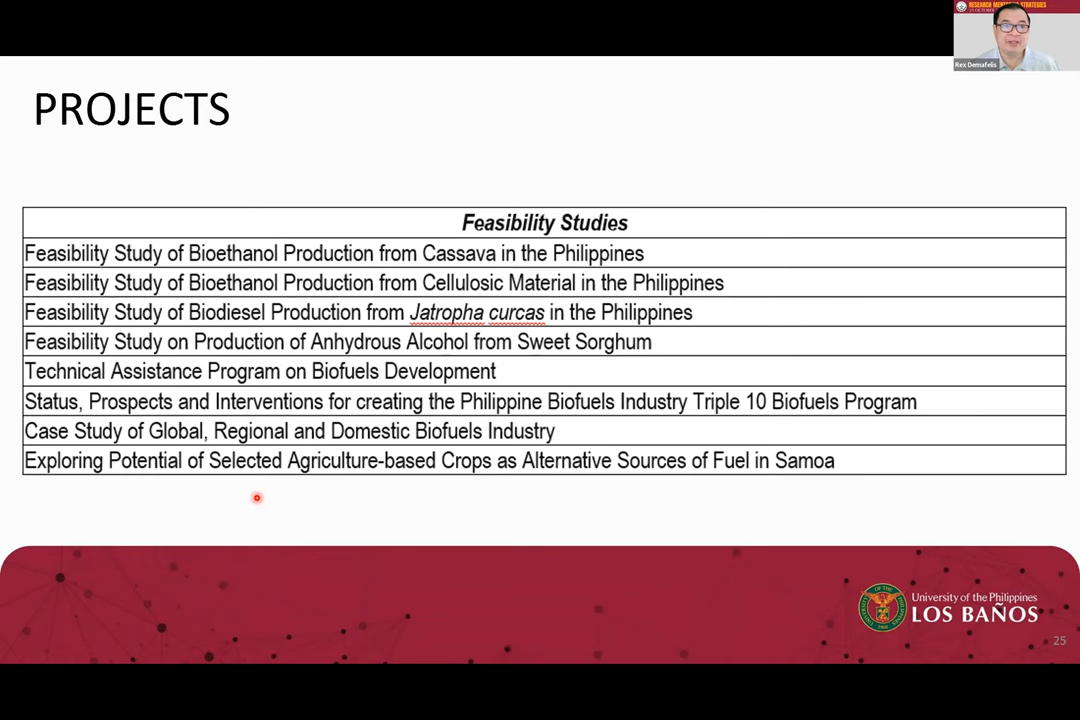 RESEARCH MENTORING STRATEGIES
Rex Demafelis
PROJECTS
Feasibility Studies
Feasibility Study of Bioethanol Production from Cassava in the Philippines
Feasibility Study of Bioethanol Production from Cellulosic Material in the Philippines
Feasibility Study of Biodiesel Production from Jatropha curcas in the Philippines
Feasibility Study on Production of Anhydrous Alcohol from Sweet Sorghum
Technical Assistance Program on Biofuels Development
Status, Prospects and Interventions for creating the Philippine Biofuels Industry Triple 10 Biofuels Program
Case Study of Global, Regional and Domestic Biofuels Industry
Exploring Potential of Selected Agriculture-based Crops as Alternative Sources of Fuel in Samoa
University of the Philippines
LOS BAÑOS
25